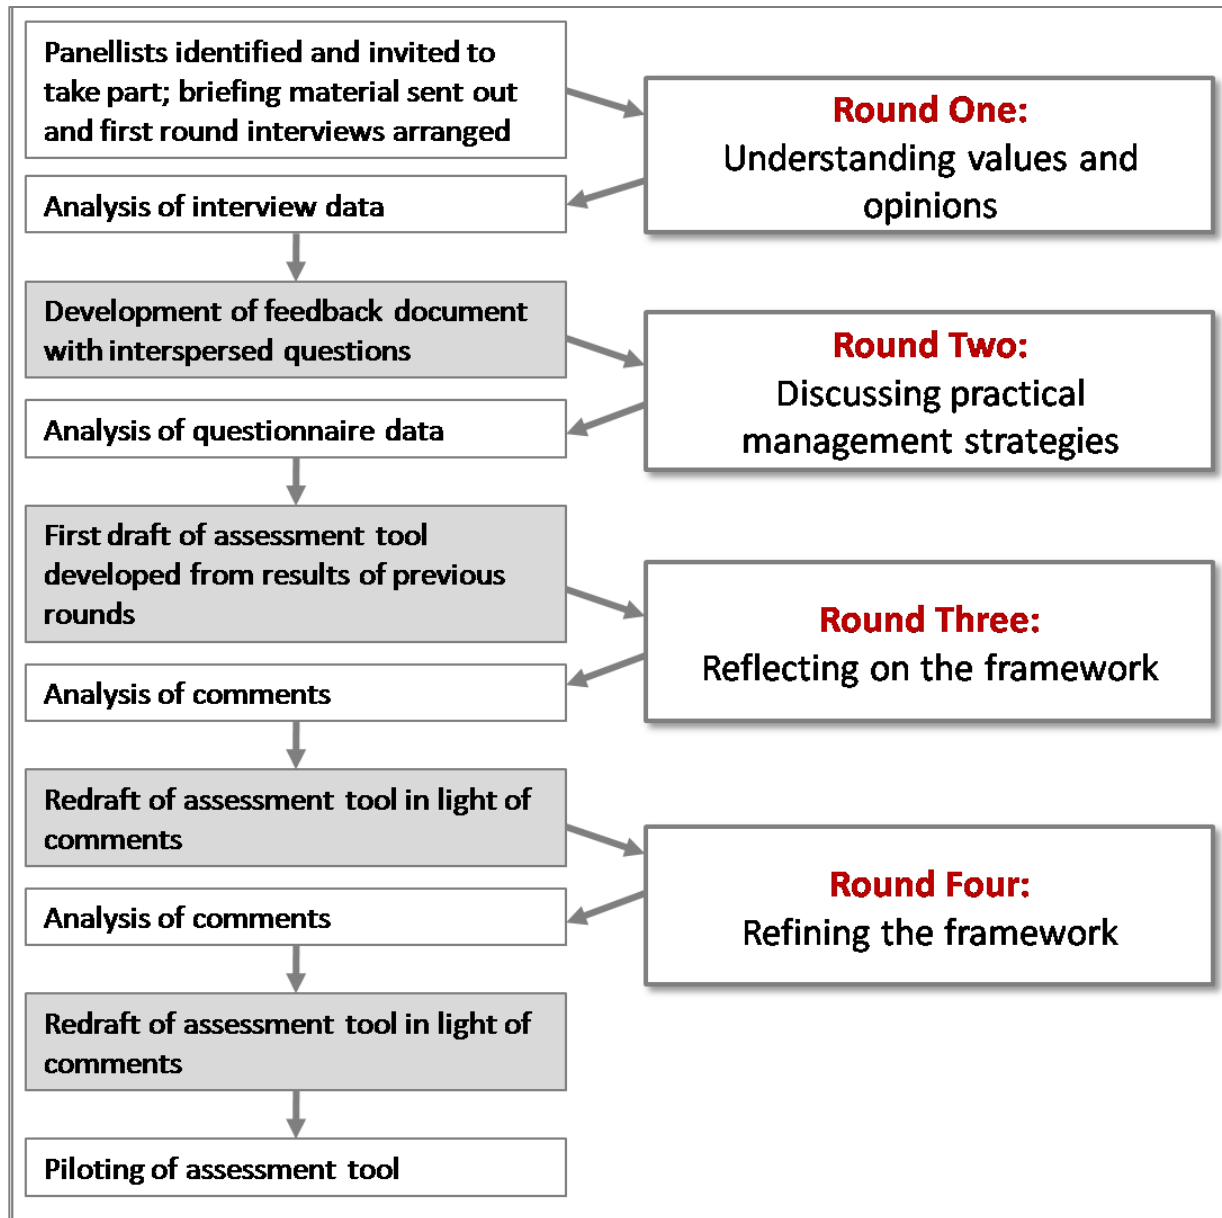 Panellists identified and invited to
take part; briefing material sent out
and first round interviews arranged
Round One:
Understanding values and
opinions
Analysis of interview data
Development of feedback document
with interspersed questions
Round Two:
Discussing practical
management strategies
Analysis of questionnaire data
First draft of assessment tool
developed from results of previous
rounds
Round Three:
Reflecting on the framework
Analysis of comments
Redraft of assessment tool in light of
comments
Round Four:
Refining the framework
Analysis of comments
Redraft of assessment tool in light of
comments
Piloting of assessment tool